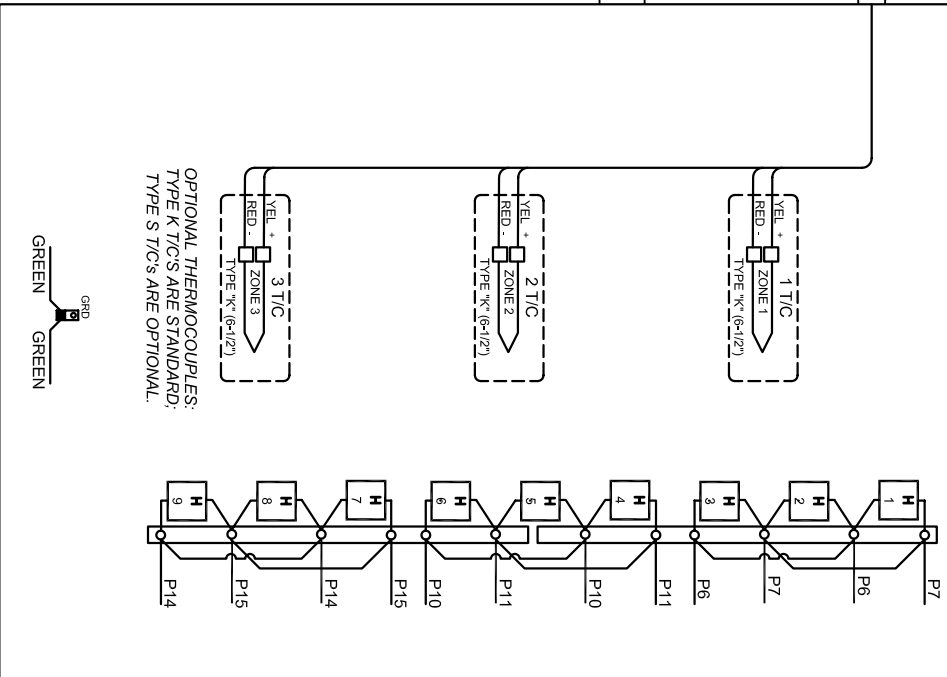 1 T/C
YEL +
RED -
ZONE 1
TYPE "K" (6-1/2")
2 T/C
YEL +
RED -
ZONE 2
TYPE "K" (6-1/2")
3 T/C
YEL +
RED -
ZONE 3
TYPE "K" (6-1/2")
OPTIONAL THERMOCOUPLES:
TYPE K T/C'S ARE STANDARD;
TYPE S T/C's ARE OPTIONAL.
GRD
GREEN
GREEN
H
1
H
2
H
3
H
4
H
5
H
6
H
7
H
8
H
9
P7
P6
P7
P6
P11
P10
P11
P10
P15
P14
P15
P14